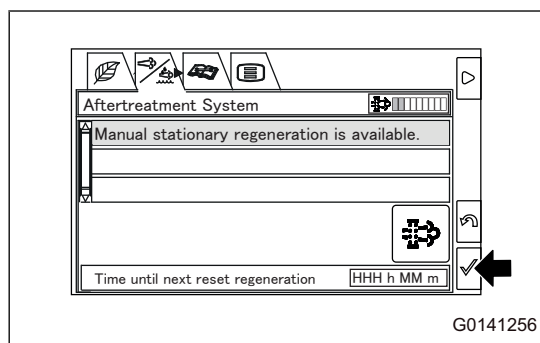 Aftertreatment System
Manual stationary regeneration is available.
Time until next reset regeneration HHH h MM m
G0141256